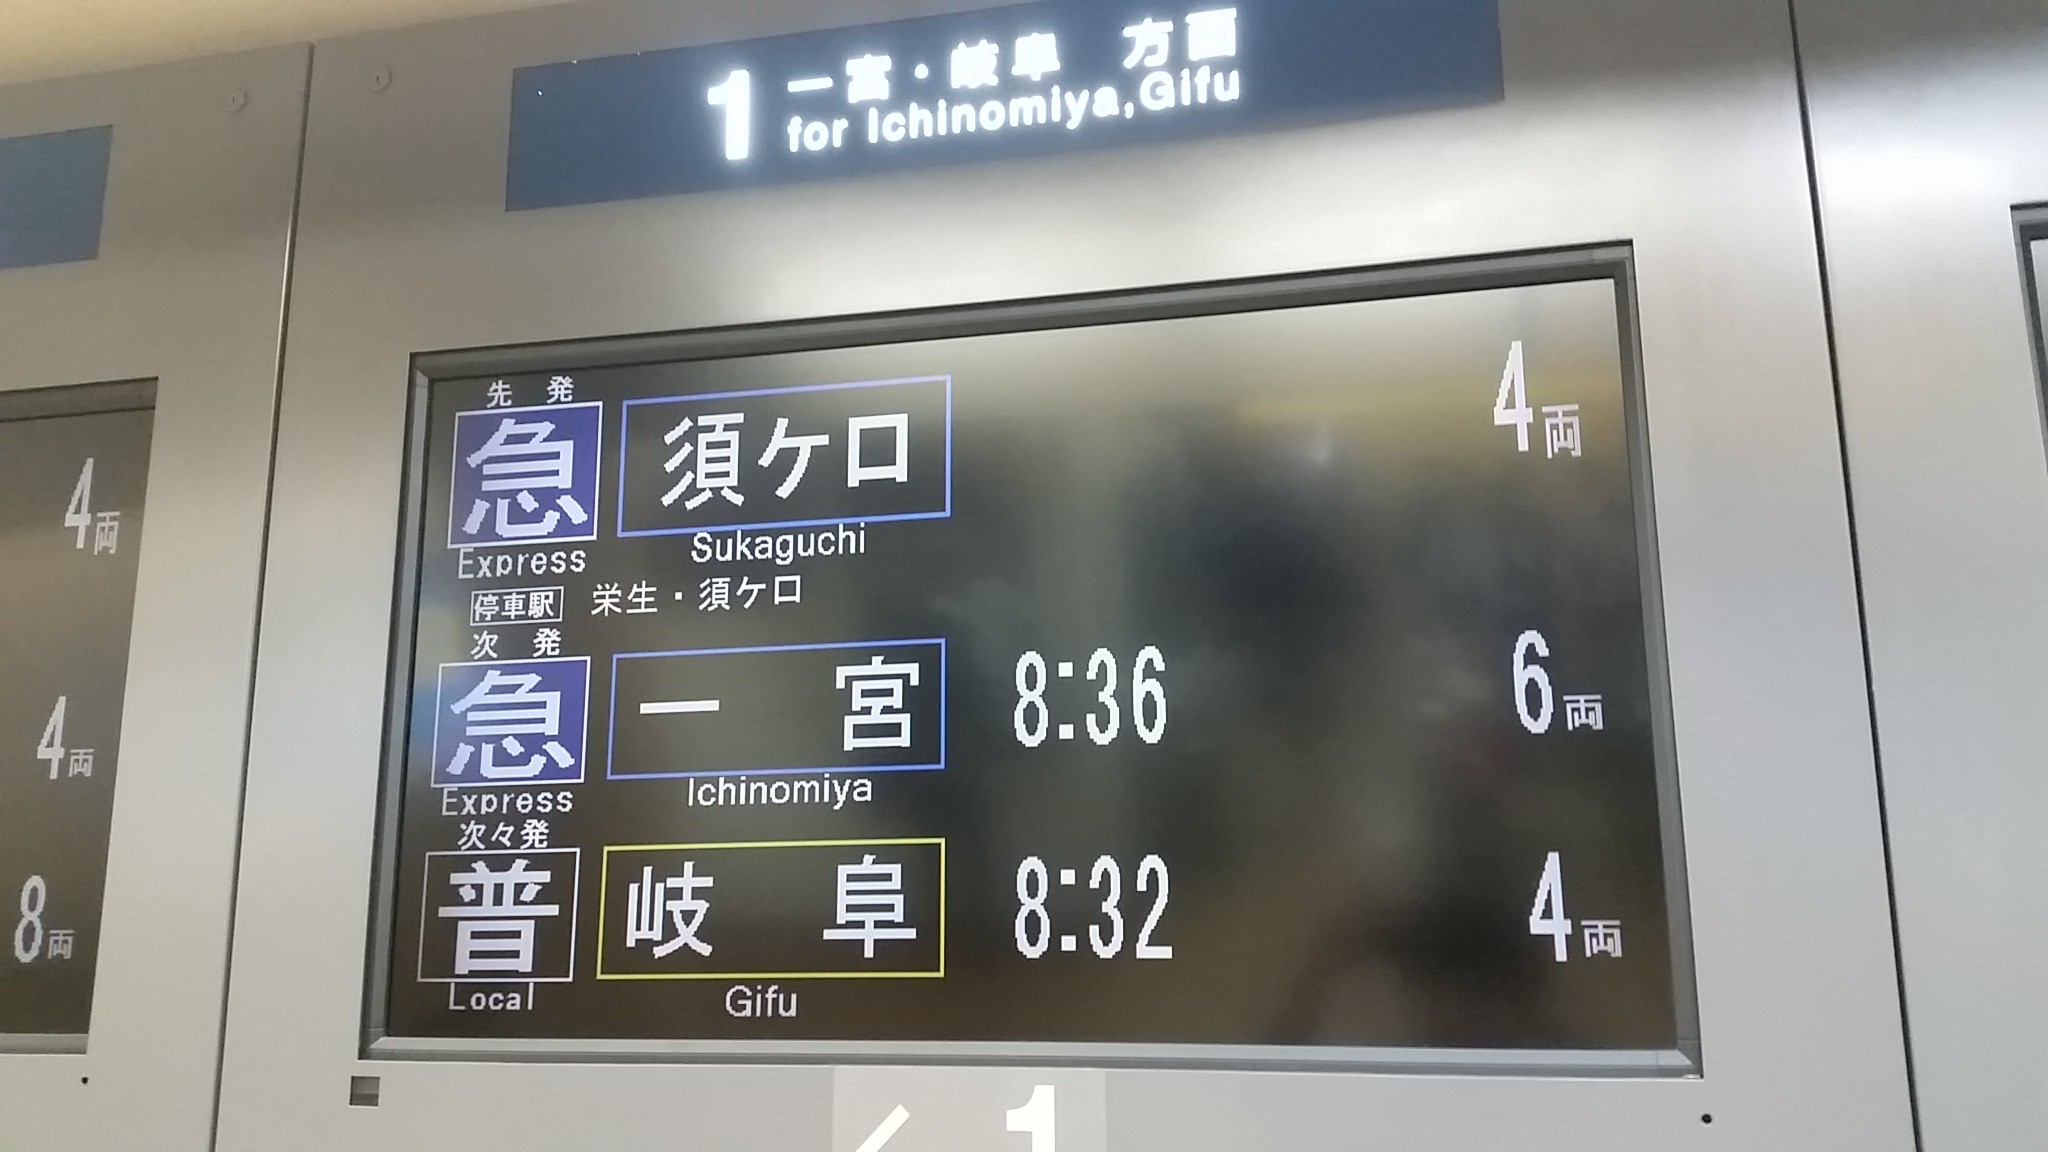 1 一宮・岐阜 方面
for Ichinomiya,Gifu
先発
急 須ケ口 4両
Express Sukaguchi
停車駅 栄生・須ケ口
次発
急 一宮 8:36 6両
Express Ichinomiya
次々発
普 岐阜 8:32 4両
Local Gifu
1
4両
4両
8両